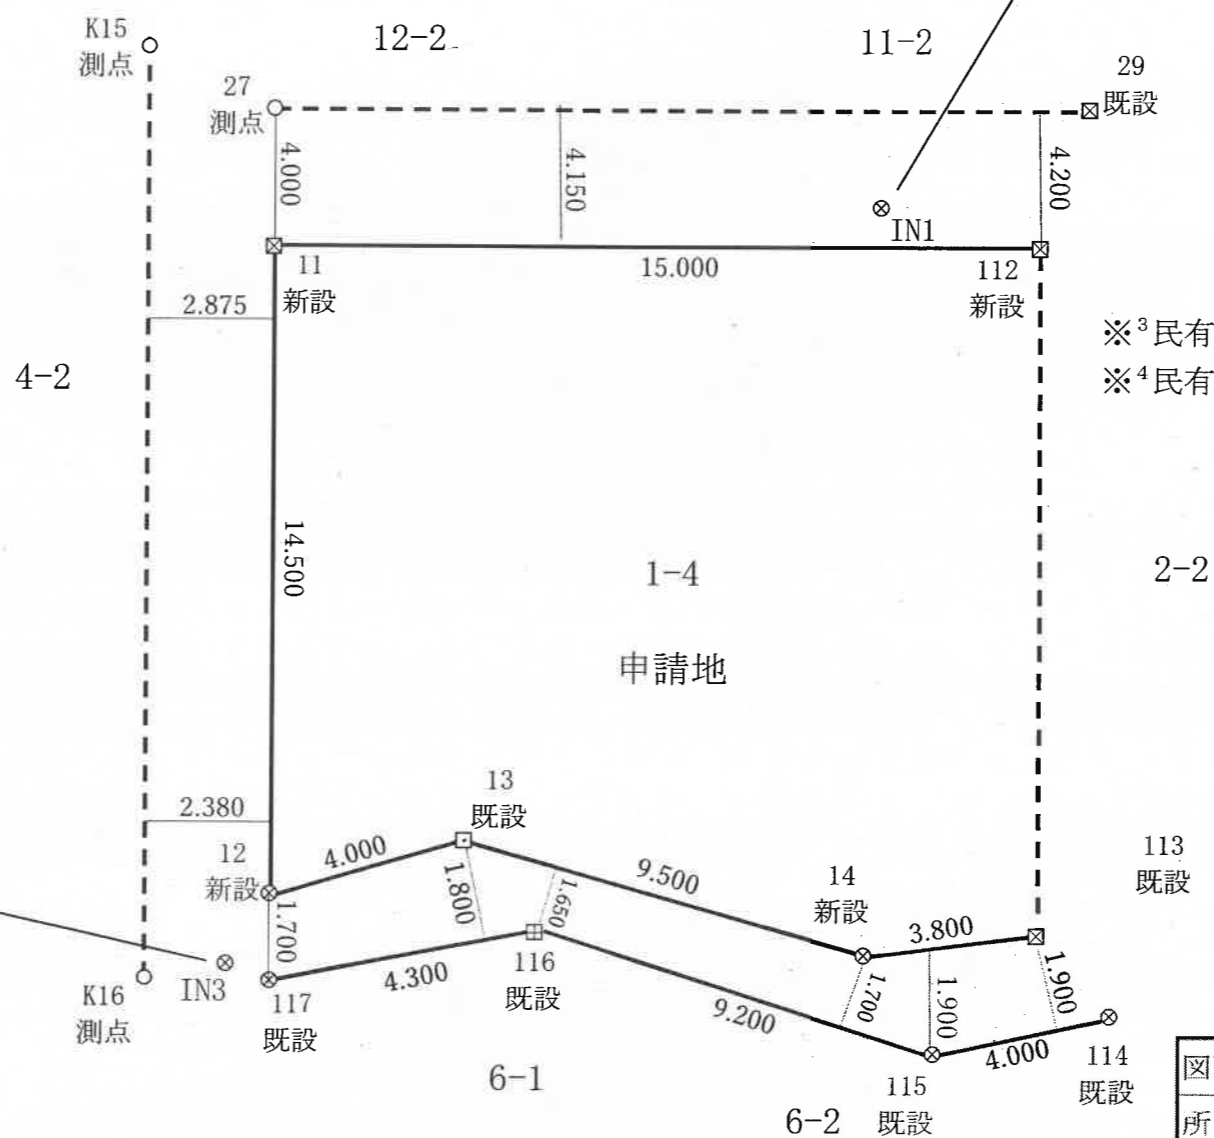 K15
測点
12-2
11-2
27
測点
29
既設
4.000
4.150
4.200
IN1
11
新設
15.000
112
新設
2.875
※³民有
※⁴民有
4-2
14.500
1-4
申請地
2-2
2.380
13
既設
12
新設
4.000
1.800
1.650
9.500
14
新設
113
既設
1.700
3.800
K16
測点
IN3
117
既設
4.300
116
既設
9.200
1.700
1.900
1.900
115
既設
4.000
114
既設
6-1
6-2
図
所